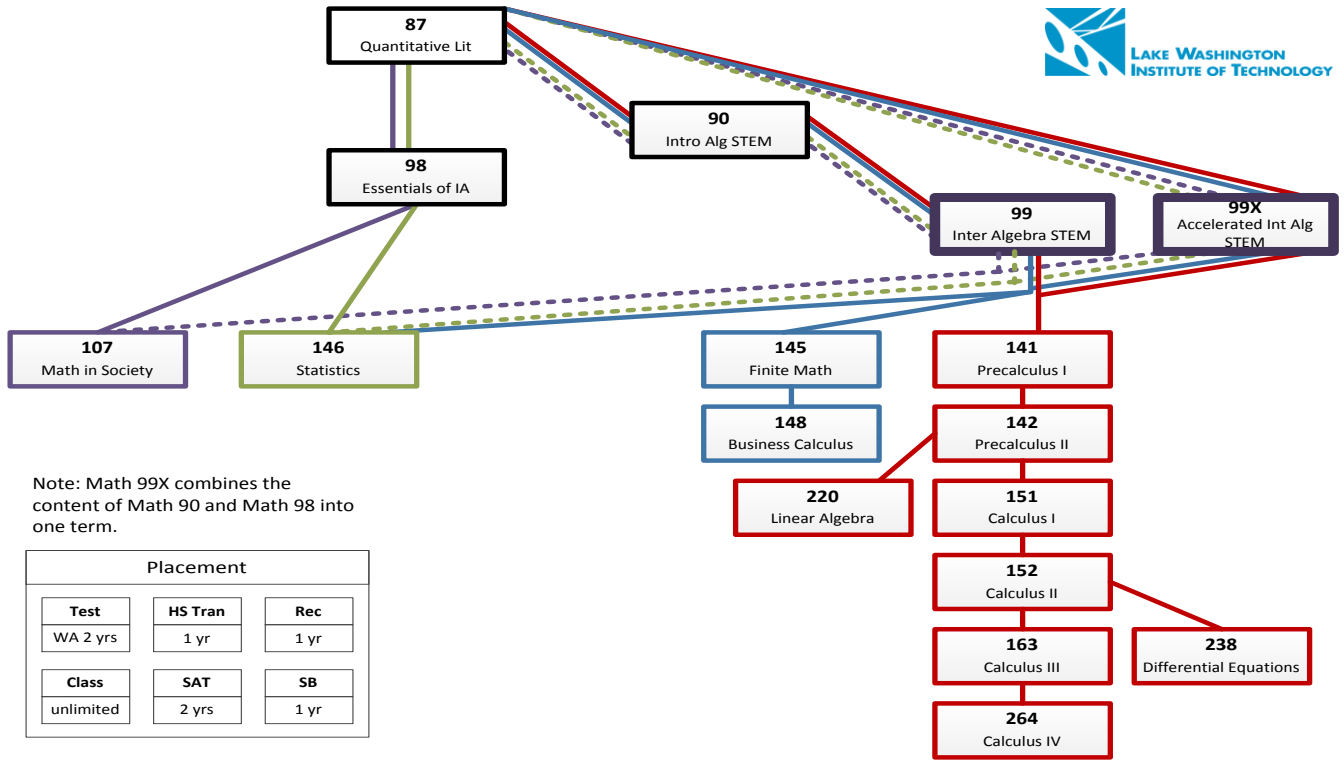 87
Quantitative Lit
LAKE WASHINGTON
INSTITUTE OF TECHNOLOGY
90
Intro Alg STEM
98
Essentials of IA
99
Inter Algebra STEM
99X
Accelerated Int Alg
STEM
107
Math in Society
146
Statistics
145
Finite Math
141
Precalculus I
148
Business Calculus
142
Precalculus II
220
Linear Algebra
151
Calculus I
152
Calculus II
163
Calculus III
238
Differential Equations
264
Calculus IV
Note: Math 99X combines the
content of Math 90 and Math 98 into
one term.
Placement
Test
HS Tran
Rec
WA 2 yrs
1 yr
1 yr
Class
SAT
SB
unlimited
2 yrs
1 yr